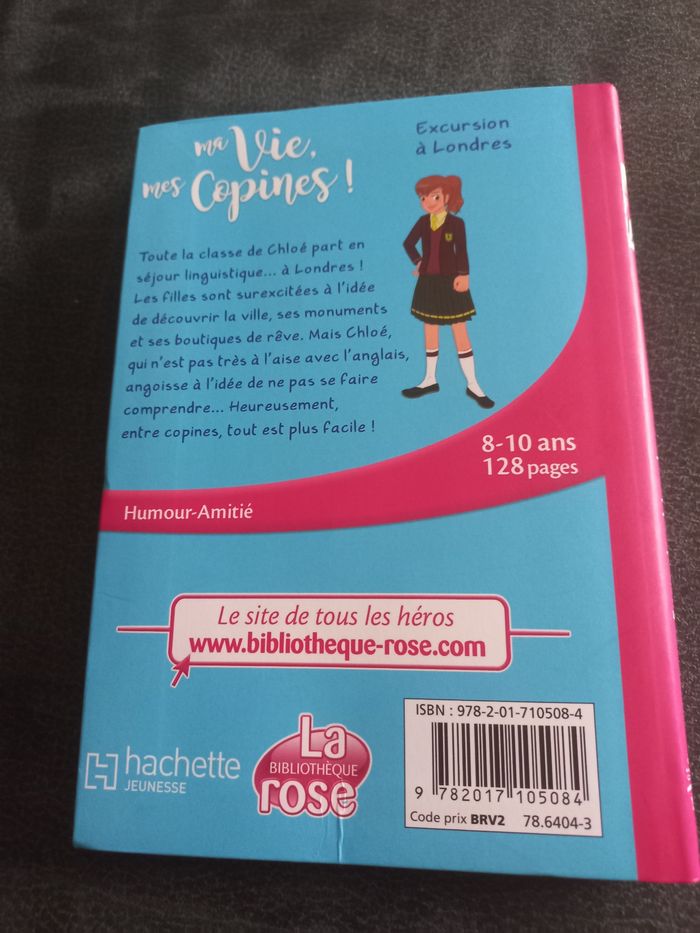 ma Vie,
mes Copines !
Excursion
à Londres
Toute la classe de Chloé part en
séjour linguistique... à Londres !
Les filles sont surexcitées à l'idée
de découvrir la ville, ses monuments
et ses boutiques de rêve. Mais Chloé,
qui n'est pas très à l'aise avec l'anglais,
angoisse à l'idée de ne pas se faire
comprendre... Heureusement,
entre copines, tout est plus facile !
8-10 ans
128 pages
Humour-Amitié
Le site de tous les héros
www.bibliotheque-rose.com
hachette
JEUNESSE
La
BIBLIOTHÈQUE
rose
ISBN : 978-2-01-710508-4
9 782017 105084
Code prix BRV2 78.6404-3